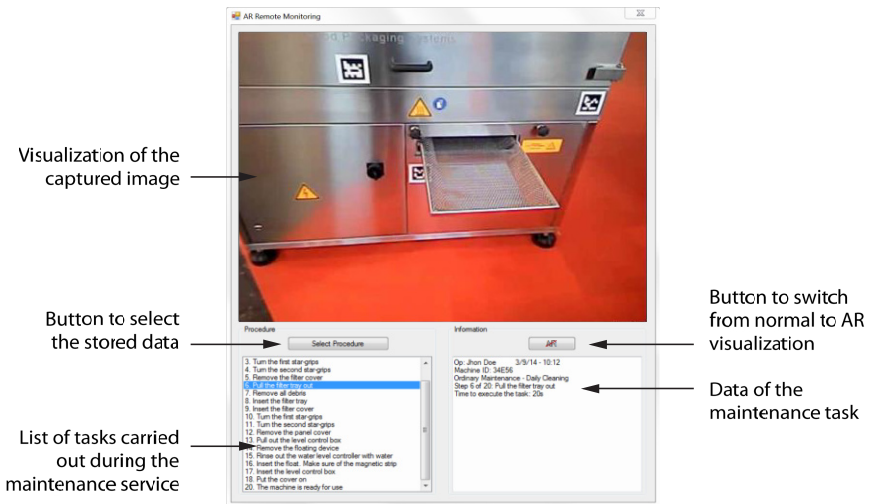 AR Remote Monitoring
Packaging Systems
Visualization of the
captured image
Button to select
the stored data
Procedure
Select Procedure
3. Turn the first star-grips
4. Turn the second star-grips
5. Remove the filter cover
6. Pull the filter tray out
7. Remove all debris
8. Insert the filter tray
9. Insert the filter cover
10. Turn the first star-grips
11. Turn the second star-grips
12. Remove the panel cover
13. Pull out the level control box
Remove the floating device
15. Rinse out the water level controller with water
16. Insert the float. Make sure of the magnetic strip
17. Insert the level control box
18. Put the cover on
20. The machine is ready for use
List of tasks carried
out during the
maintenance service
Information
Op: Jhon Doe 3/9/14 - 10:12
Machine ID: 34E56
Ordinary Maintenance - Daily Cleaning
Step 6 of 20: Pull the filter tray out
Time to execute the task: 20s
Button to switch
from normal to AR
visualization
Data of the
maintenance task